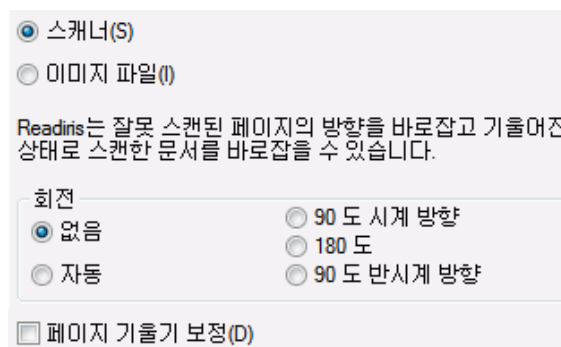 스캐너(S)
이미지 파일(I)
Readiris는 잘못 스캔된 페이지의 방향을 바로잡고 기울어진
상태로 스캔한 문서를 바로잡을 수 있습니다.
회전
없음
90 도 시계 방향
180 도
자동
90 도 반시계 방향
페이지 기울기 보정(D)